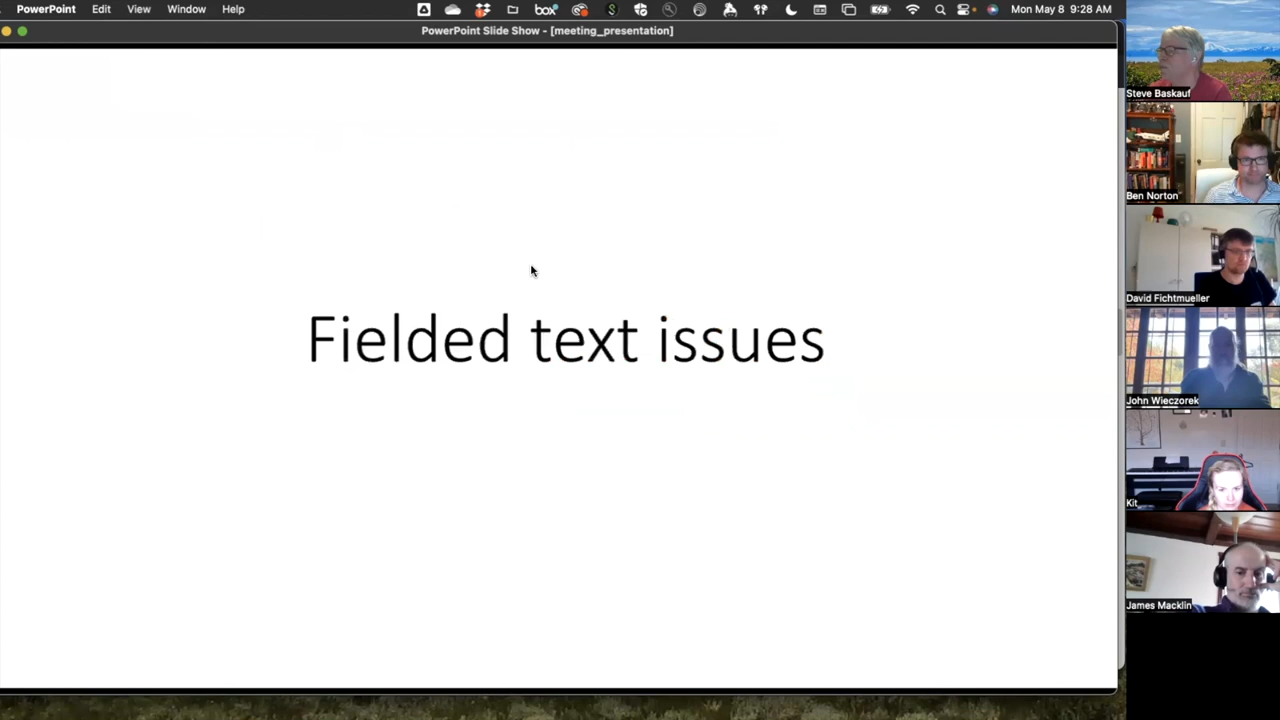 PowerPoint Edit View Window Help
box
Mon May 8 9:28 AM
PowerPoint Slide Show - [meeting_presentation]
Fielded text issues
Steve Baskauf
Ben Norton
David Fichtmueller
John Wieczorek
Kit
James Macklin